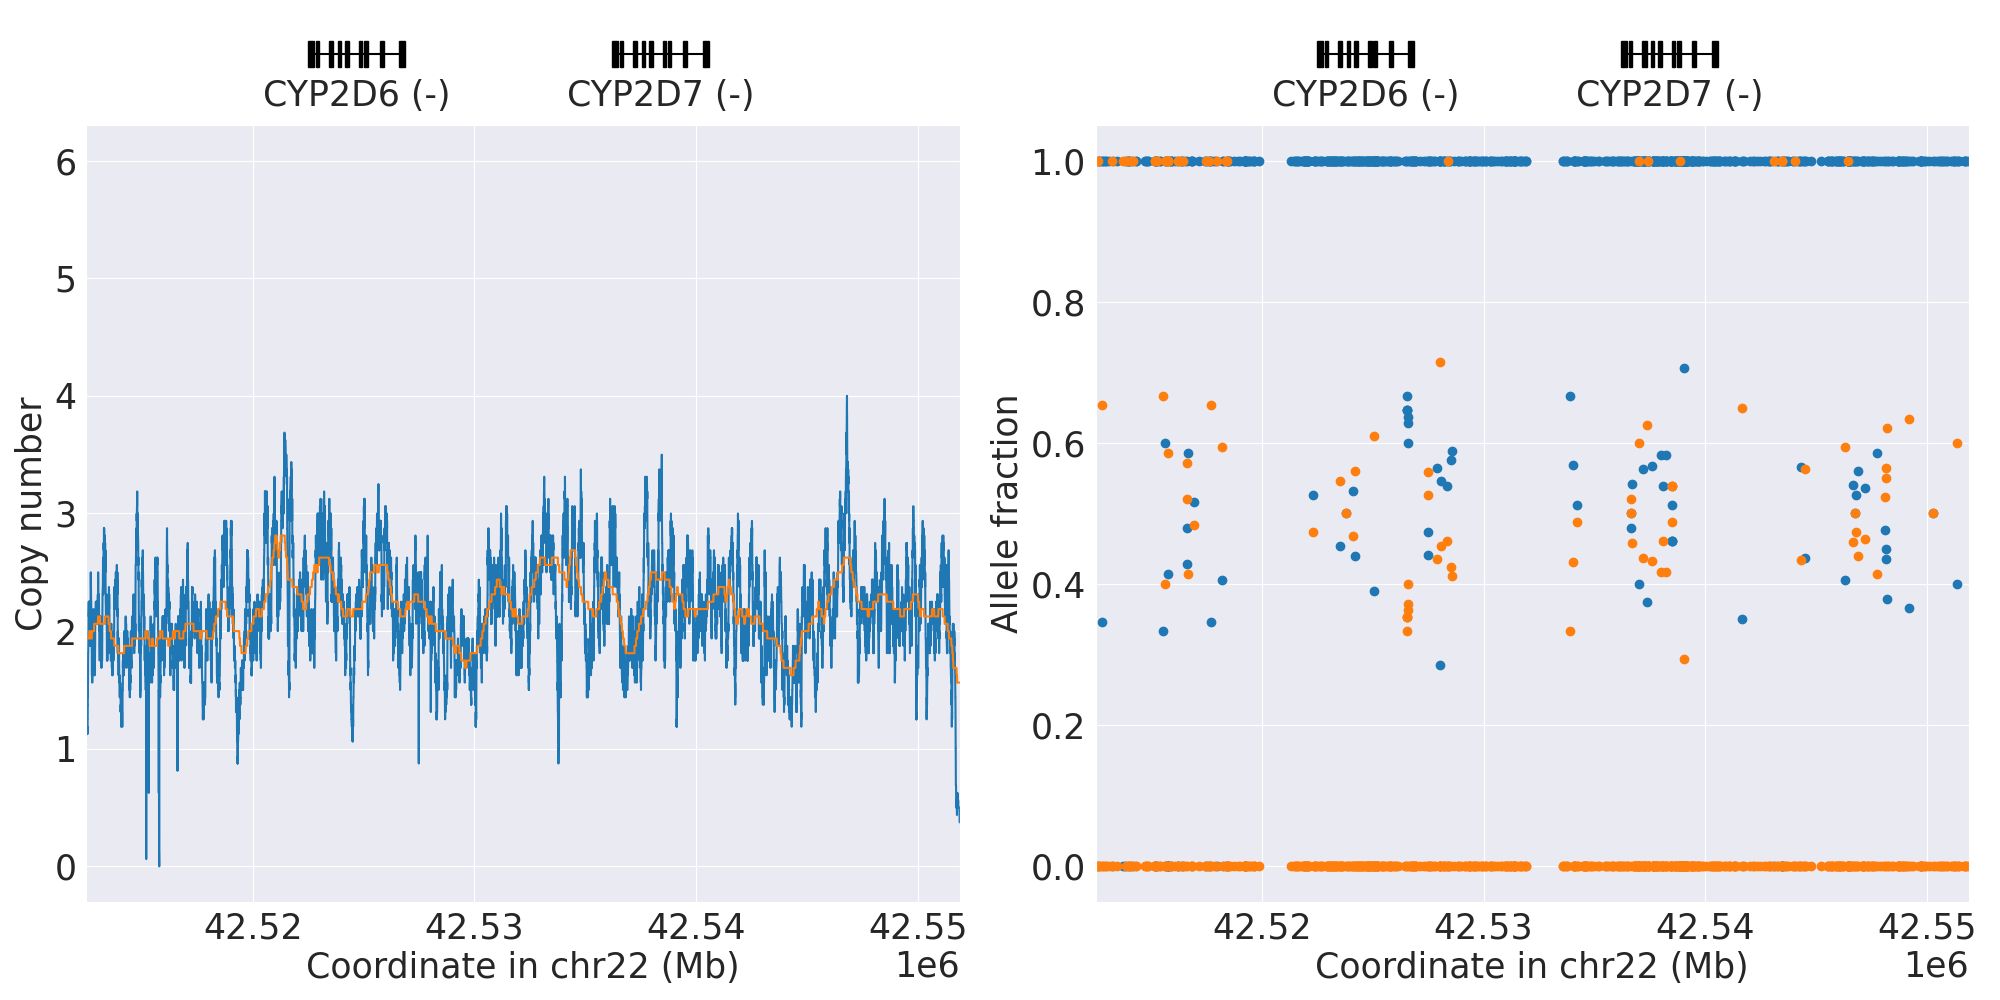 CYP2D6 (-) CYP2D7 (-)
6
5
4
3
2
1
0
Copy number
42.52 42.53 42.54 42.55
Coordinate in chr22 (Mb) 1e6
CYP2D6 (-) CYP2D7 (-)
1.0
0.8
0.6
0.4
0.2
0.0
Allele fraction
42.52 42.53 42.54 42.55
Coordinate in chr22 (Mb) 1e6